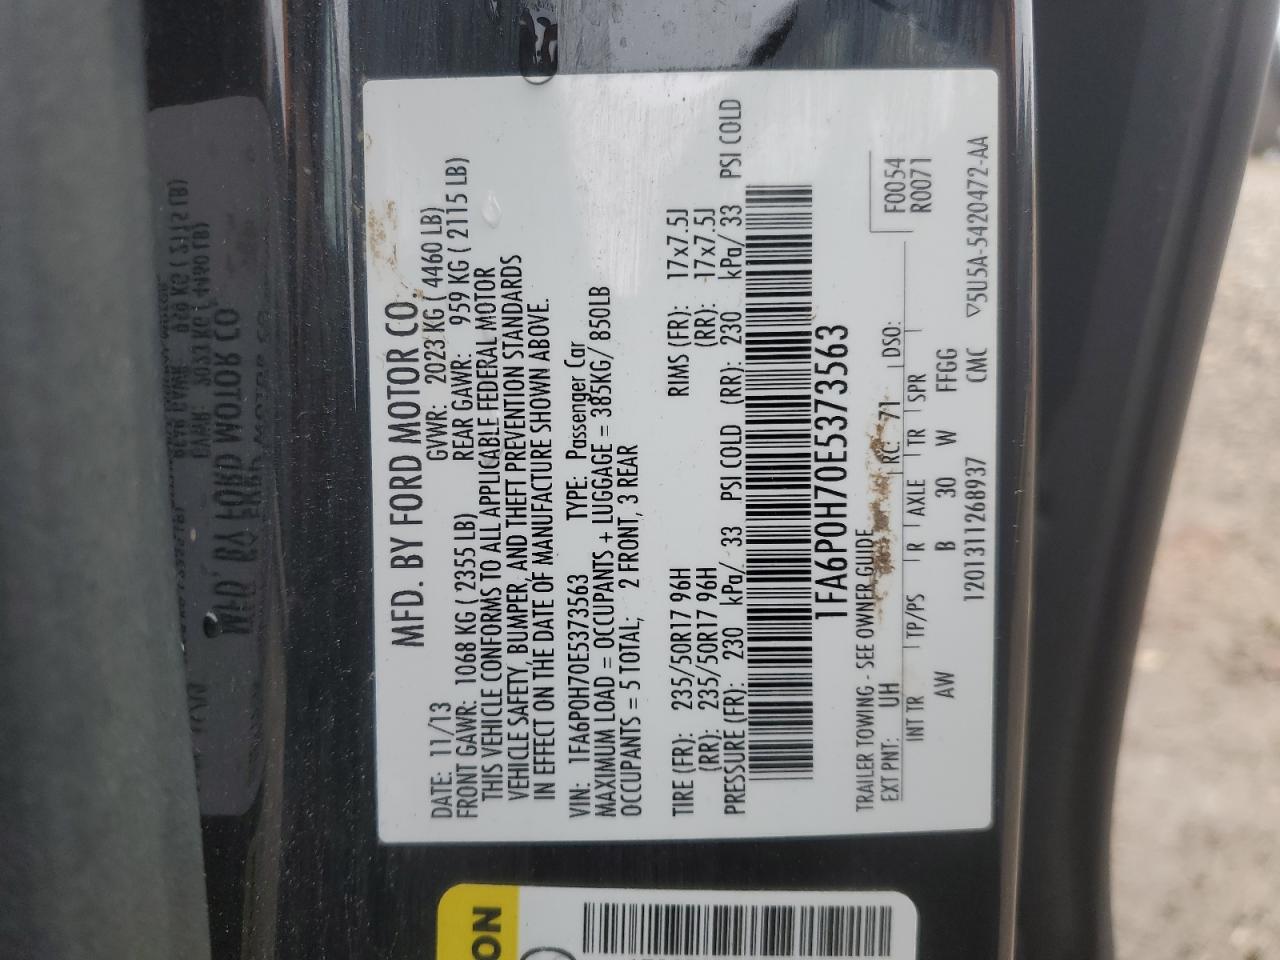 MFD. BY FORD MOTOR CO.
DATE: 11/13 GVWR: 2023 KG ( 4460 LB)
FRONT GAWR: 1068 KG ( 2355 LB) REAR GAWR: 959 KG ( 2115 LB)
THIS VEHICLE CONFORMS TO ALL APPLICABLE FEDERAL MOTOR
VEHICLE SAFETY, BUMPER, AND THEFT PREVENTION STANDARDS
IN EFFECT ON THE DATE OF MANUFACTURE SHOWN ABOVE.
VIN: 1FA6P0H70E5373563 TYPE: Passenger Car
MAXIMUM LOAD = OCCUPANTS + LUGGAGE = 385KG/ 850LB
OCCUPANTS = 5 TOTAL; 2 FRONT, 3 REAR
TIRE (FR): 235/50R17 96H RIMS (FR): 17x7.5J
(RR): 235/50R17 96H (RR): 17x7.5J
PRESSURE (FR): 230 kPa/ 33 PSI COLD (RR): 230 kPa/ 33 PSI COLD
1FA6P0H70E5373563
TRAILER TOWING - SEE OWNER GUIDE
F0054
R0071
EXT PNT: UH RC: 71 DSO:
INT TR TP/PS R AXLE TR SPR
AW B 30 W FFGG
1201311268937 CMC ▽5U5A-5420472-AA
ON